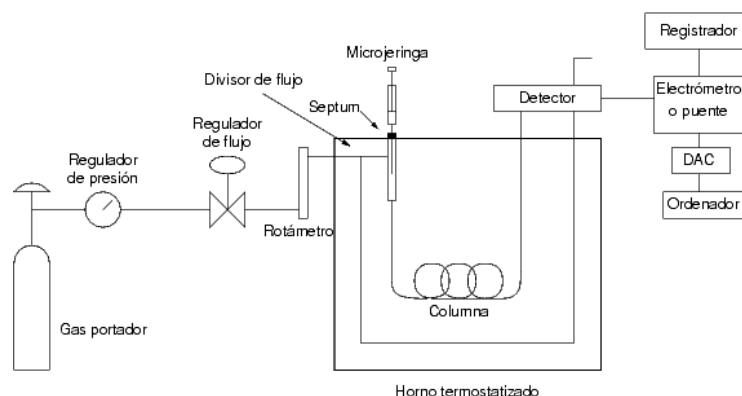 Registrador
Microjeringa
Divisor de flujo
Septum
Detector
Electrómetro
o puente
Regulador
de flujo
Regulador
de presión
DAC
Ordenador
Rotámetro
Columna
Gas portador
Horno termostatizado